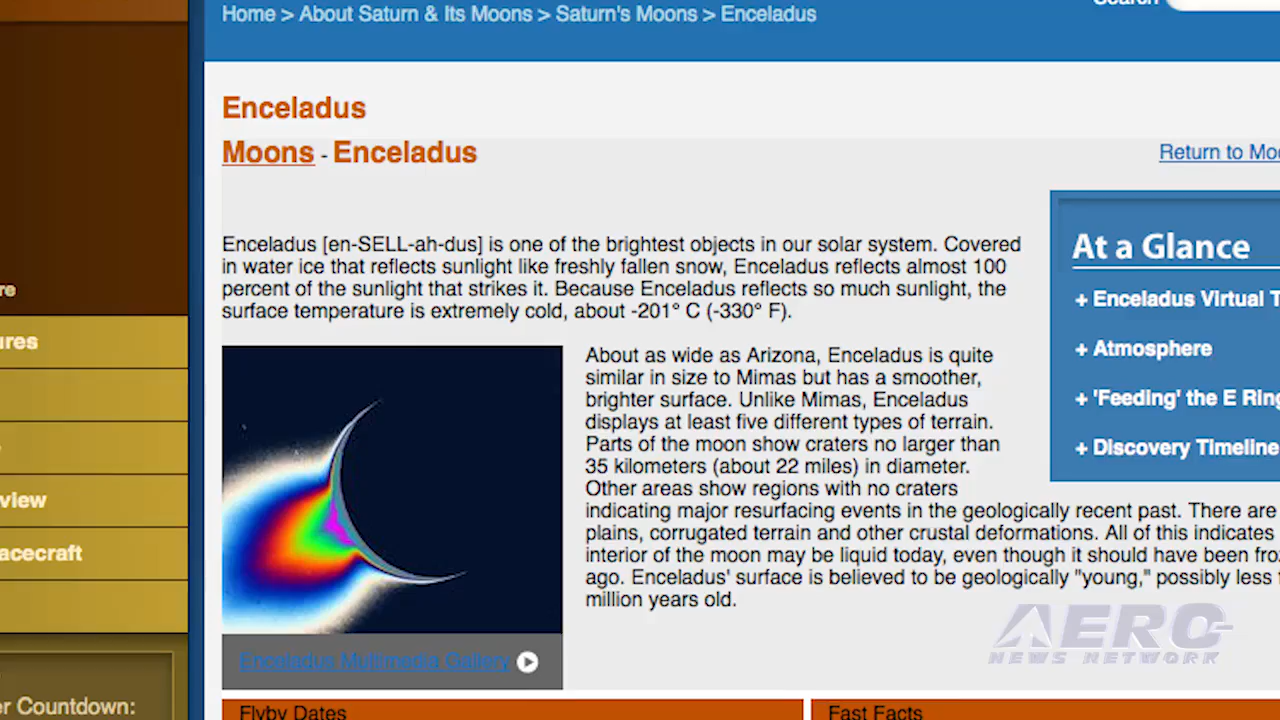 Home > About Saturn & Its Moons > Saturn's Moons > Enceladus
Search
Enceladus
Moons - Enceladus
Return to Moo
Enceladus [en-SELL-ah-dus] is one of the brightest objects in our solar system. Covered
in water ice that reflects sunlight like freshly fallen snow, Enceladus reflects almost 100
percent of the sunlight that strikes it. Because Enceladus reflects so much sunlight, the
surface temperature is extremely cold, about -201° C (-330° F).
At a Glance
+ Enceladus Virtual T
+ Atmosphere
+ 'Feeding' the E Ring
+ Discovery Timeline
re
ures
view
acecraft
er Countdown:
About as wide as Arizona, Enceladus is quite
similar in size to Mimas but has a smoother,
brighter surface. Unlike Mimas, Enceladus
displays at least five different types of terrain.
Parts of the moon show craters no larger than
35 kilometers (about 22 miles) in diameter.
Other areas show regions with no craters
indicating major resurfacing events in the geologically recent past. There are
plains, corrugated terrain and other crustal deformations. All of this indicates
interior of the moon may be liquid today, even though it should have been fro
ago. Enceladus' surface is believed to be geologically "young," possibly less t
million years old.
Enceladus Multimedia Gallery
AERO
NEWS NETWORK
Flyby Dates
Fast Facts